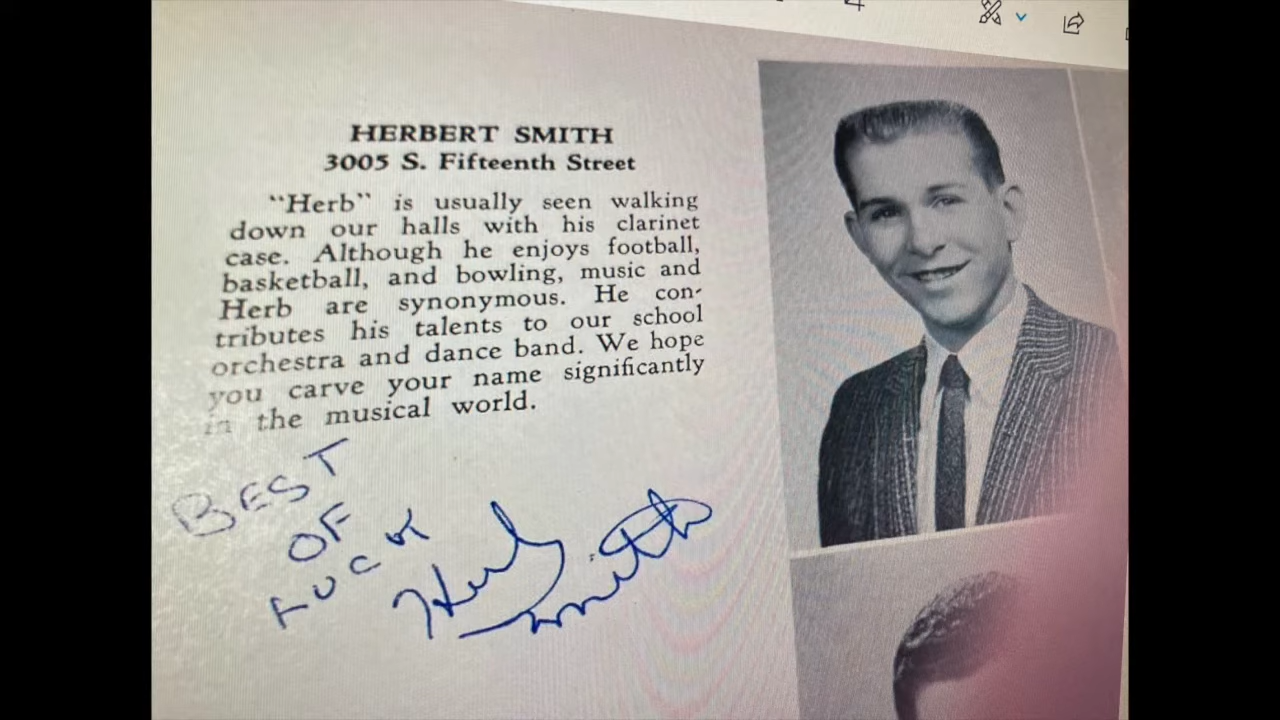 HERBERT SMITH
3005 S. Fifteenth Street
"Herb" is usually seen walking
down our halls with his clarinet
case. Although he enjoys football,
basketball, and bowling, music and
Herb are synonymous. He con-
tributes his talents to our school
orchestra and dance band. We hope
you carve your name significantly
in the musical world.
BEST
OF
LUCK
Herb
Smith